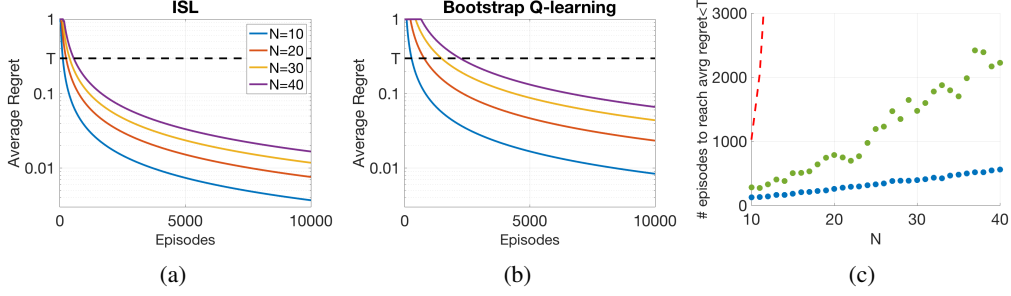 ISL
1
T
0.1
0.01
Average Regret
N=10
N=20
N=30
N=40
0
5000
10000
Episodes
(a)
Bootstrap Q-learning
1
T
0.1
0.01
Average Regret
0
5000
10000
Episodes
(b)
# episodes to reach avrg regret<T
3000
2000
1000
0
10
20
30
40
N
(c)